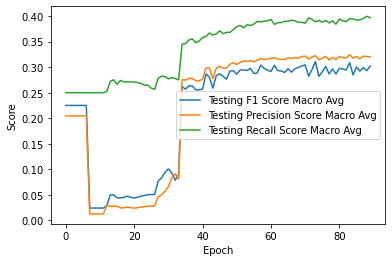 0.40
0.35
0.30
0.25
0.20
0.15
0.10
0.05
0.00
Score
Testing F1 Score Macro Avg
Testing Precision Score Macro Avg
Testing Recall Score Macro Avg
0 20 40 60 80
Epoch